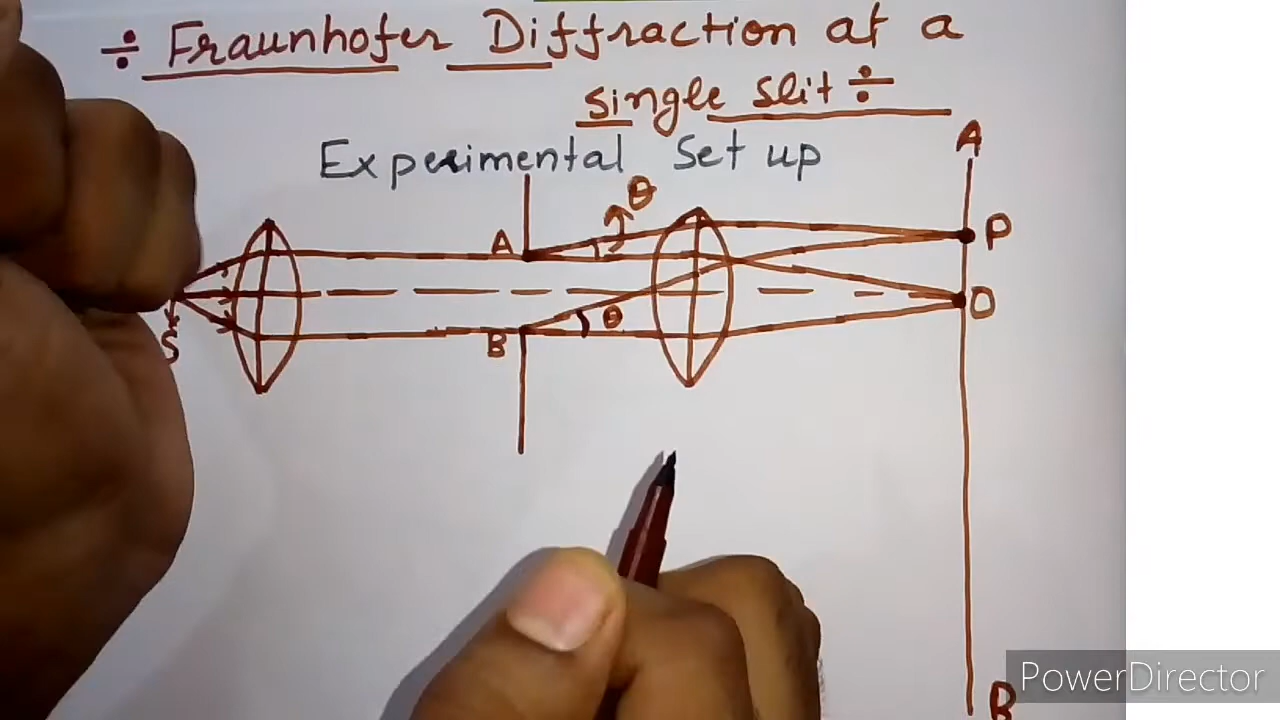 ÷ Fraunhofer Diffraction at a
single slit ÷
Experimental Set up
A
θ
A
P
O
S
B
θ
B
PowerDirector